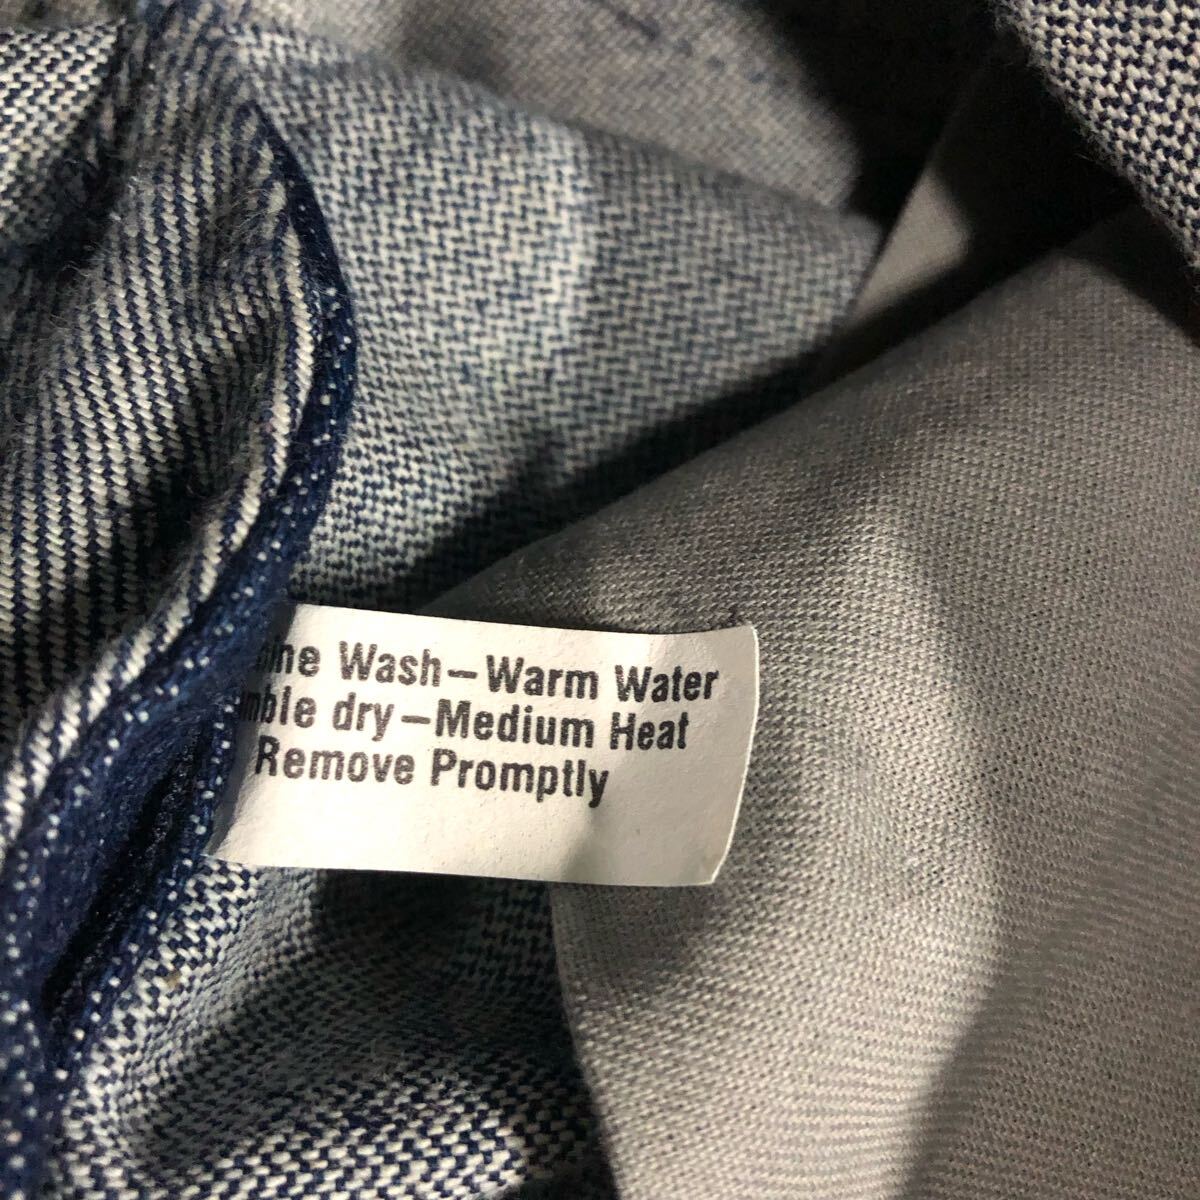 hine Wash—Warm Water
mble dry—Medium Heat
Remove Promptly